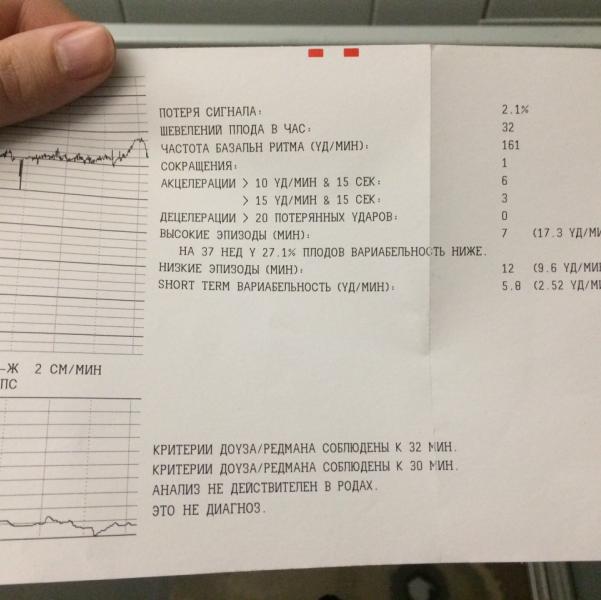 ПОТЕРЯ СИГНАЛА: 2.1%
ШЕВЕЛЕНИЙ ПЛОДА В ЧАС: 32
ЧАСТОТА БАЗАЛЬН РИТМА (УД/МИН): 161
СОКРАЩЕНИЯ: 1
АКЦЕЛЕРАЦИИ > 10 УД/МИН & 15 СЕК: 6
> 15 УД/МИН & 15 СЕК: 3
ДЕЦЕЛЕРАЦИИ > 20 ПОТЕРЯННЫХ УДАРОВ: 0
ВЫСОКИЕ ЭПИЗОДЫ (МИН): 7 (17.3 УД/МИ
НА 37 НЕД У 27.1% ПЛОДОВ ВАРИАБЕЛЬНОСТЬ НИЖЕ.
НИЗКИЕ ЭПИЗОДЫ (МИН): 12 (9.6 УД/МИН
SHORT TERM ВАРИАБЕЛЬНОСТЬ (УД/МИН): 5.8 (2.52 УД/МИ
-Ж 2 СМ/МИН
ПС
КРИТЕРИИ ДОУЗА/РЕДМАНА СОБЛЮДЕНЫ К 32 МИН.
КРИТЕРИИ ДОУЗА/РЕДМАНА СОБЛЮДЕНЫ К 30 МИН.
АНАЛИЗ НЕ ДЕЙСТВИТЕЛЕН В РОДАХ.
ЭТО НЕ ДИАГНОЗ.